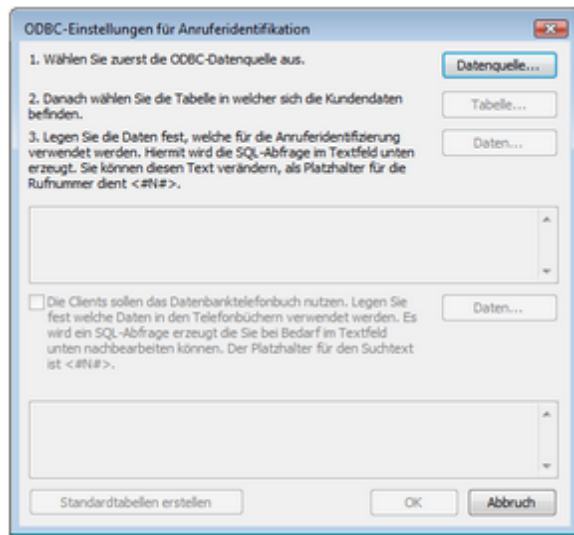 ODBC-Einstellungen für Anruferidentifikation
1. Wählen Sie zuerst die ODBC-Datenquelle aus.
Datenquelle...
2. Danach wählen Sie die Tabelle in welcher sich die Kundendaten
befinden.
Tabelle...
3. Legen Sie die Daten fest, welche für die Anruferidentifizierung
verwendet werden. Hiermit wird die SQL-Abfrage im Textfeld unten
erzeugt. Sie können diesen Text verändern, als Platzhalter für die
Rufnummer dient <#N#>.
Daten...
Die Clients sollen das Datenbanktelefonbuch nutzen. Legen Sie
fest welche Daten in den Telefonbüchern verwendet werden. Es
wird ein SQL-Abfrage erzeugt die Sie bei Bedarf im Textfeld
unten nachbearbeiten können. Der Platzhalter für den Suchtext
ist <#N#>.
Daten...
Standardtabellen erstellen
OK
Abbruch